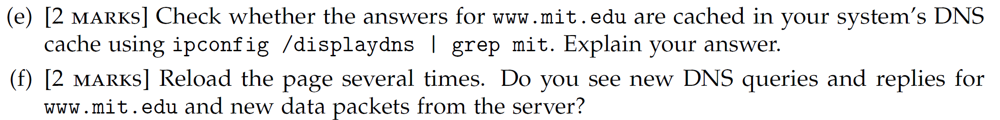 (e) [2 MARKS] Check whether the answers for www.mit.edu are cached in your system’s DNS
cache using ipconfig /displaydns | grep mit. Explain your answer.
(f) [2 MARKS] Reload the page several times. Do you see new DNS queries and replies for
www.mit.edu and new data packets from the server?